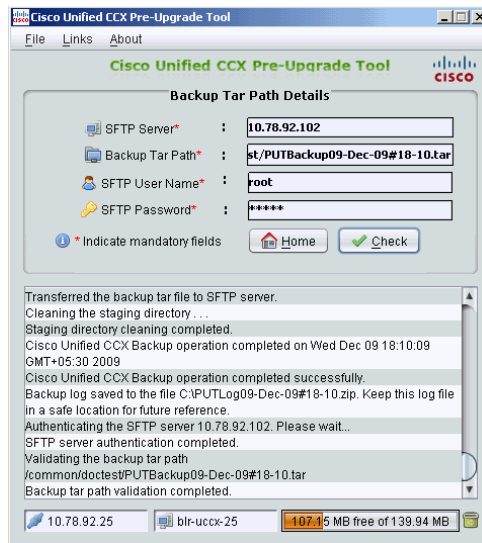 Cisco Unified CCX Pre-Upgrade Tool
File Links About
Cisco Unified CCX Pre-Upgrade Tool
CISCO
Backup Tar Path Details
SFTP Server* : 10.78.92.102
Backup Tar Path* : st/PUTBackup09-Dec-09#18-10.tar
SFTP User Name* : root
SFTP Password* : *****
* Indicate mandatory fields Home Check
Transferred the backup tar file to SFTP server.
Cleaning the staging directory . . .
Staging directory cleaning completed.
Cisco Unified CCX Backup operation completed on Wed Dec 09 18:10:09
GMT+05:30 2009
Cisco Unified CCX Backup operation completed successfully.
Backup log saved to the file C:\PUTLog09-Dec-09#18-10.zip. Keep this log file
in a safe location for future reference.
Authenticating the SFTP server 10.78.92.102. Please wait...
SFTP server authentication completed.
Validating the backup tar path
/common/doctest/PUTBackup09-Dec-09#18-10.tar
Backup tar path validation completed.
10.78.92.25 blr-uccx-25 107.15 MB free of 139.94 MB